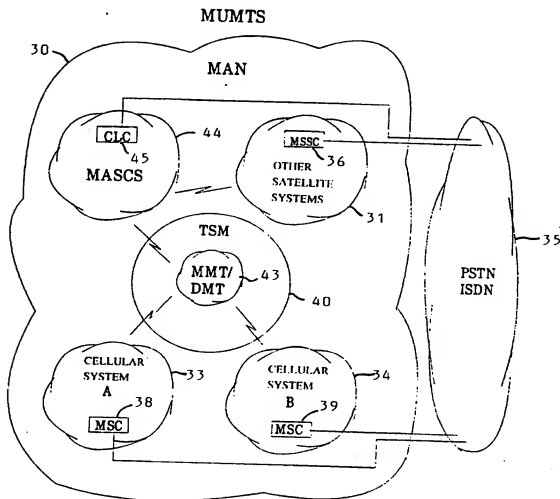 MUMTS
30
MAN
CLC
44
45
MASCS
MSSC
36
OTHER
SATELLITE
SYSTEMS
31
35
TSM
MMT/
DMT
43
40
PSTN
ISDN
CELLULAR
SYSTEM
A
33
38
MSC
CELLULAR
SYSTEM
B
34
39
MSC